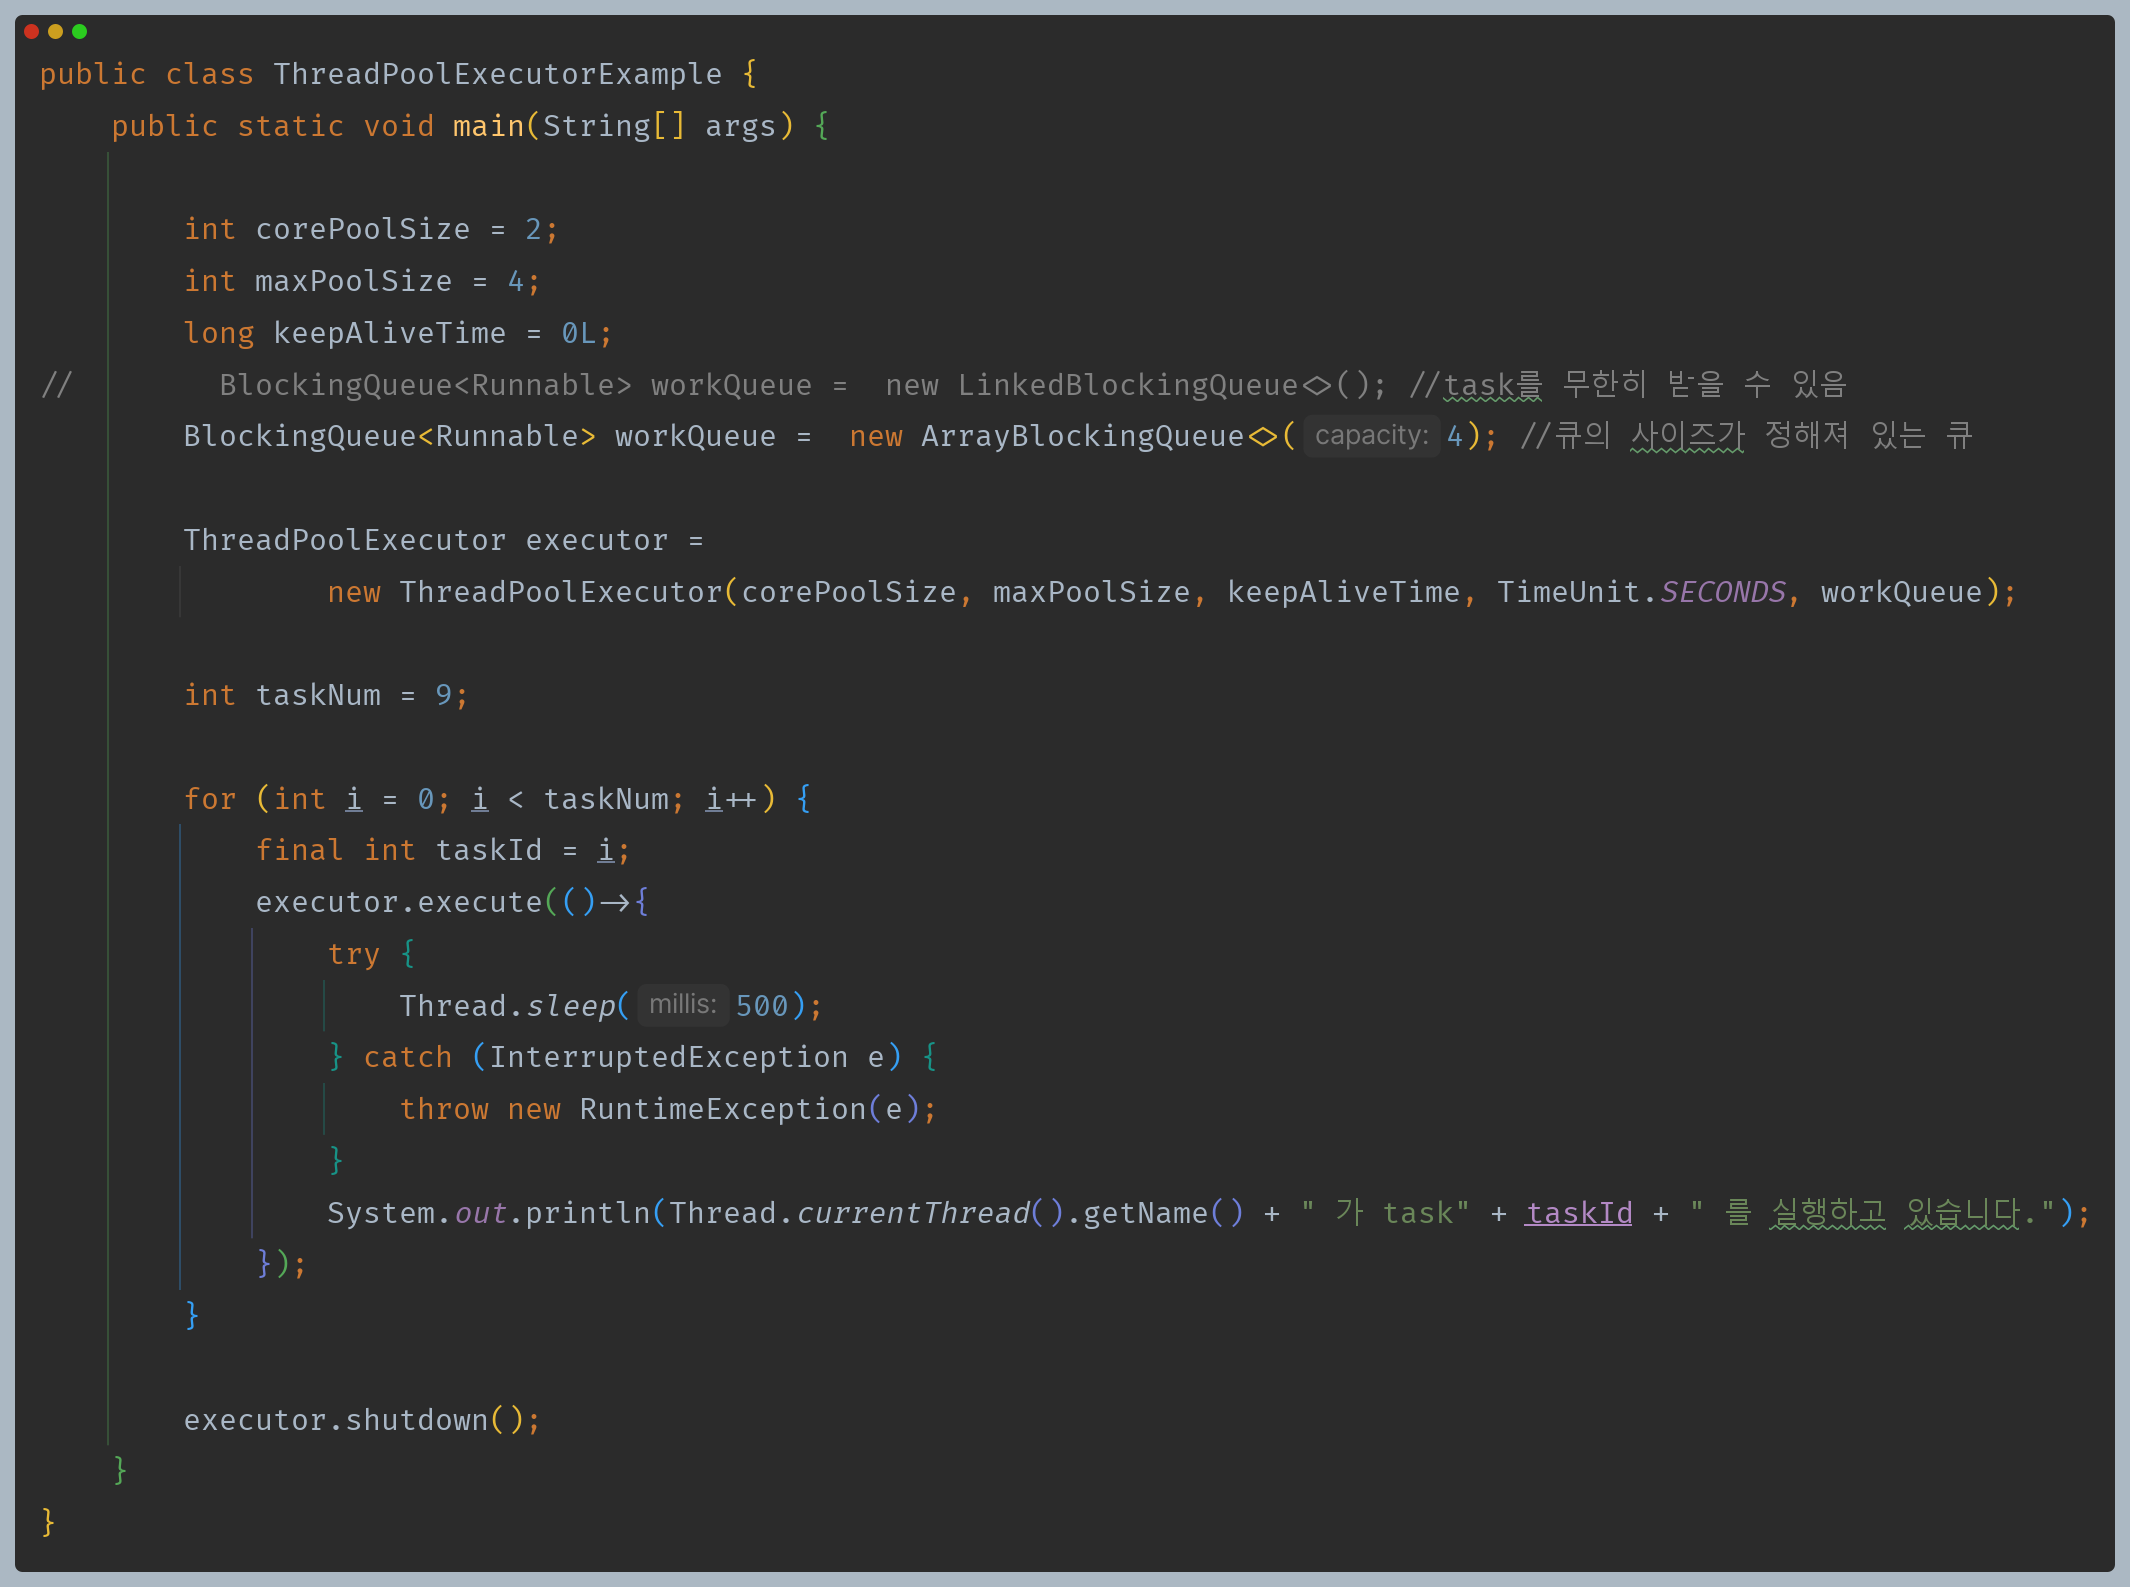 public class ThreadPoolExecutorExample {
    public static void main(String[] args) {

        int corePoolSize = 2;
        int maxPoolSize = 4;
        long keepAliveTime = 0L;
//        BlockingQueue<Runnable> workQueue =  new LinkedBlockingQueue<>(); //task를 무한히 받을 수 있음
        BlockingQueue<Runnable> workQueue =  new ArrayBlockingQueue<>( capacity: 4); //큐의 사이즈가 정해져 있는 큐

        ThreadPoolExecutor executor =
                new ThreadPoolExecutor(corePoolSize, maxPoolSize, keepAliveTime, TimeUnit.SECONDS, workQueue);

        int taskNum = 9;

        for (int i = 0; i < taskNum; i++) {
            final int taskId = i;
            executor.execute(()->{
                try {
                    Thread.sleep( millis: 500);
                } catch (InterruptedException e) {
                    throw new RuntimeException(e);
                }
                System.out.println(Thread.currentThread().getName() + " 가 task" + taskId + " 를 실행하고 있습니다.");
            });
        }

        executor.shutdown();
    }
}